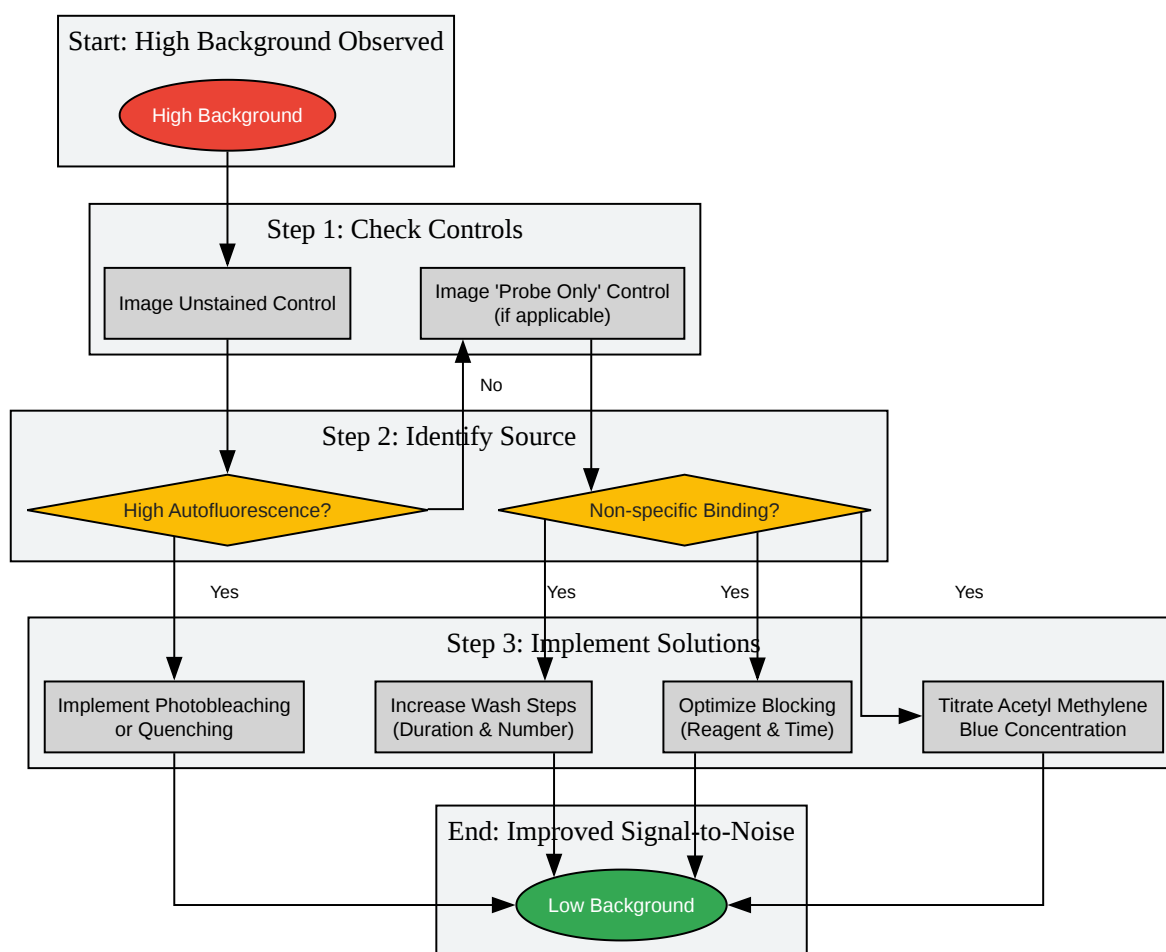 Start: High Background Observed
High Background
Step 1: Check Controls
Image Unstained Control
Image 'Probe Only' Control
(if applicable)
No
Step 2: Identify Source
High Autofluorescence?
Non-specific Binding?
Yes
Yes
Yes
Yes
Step 3: Implement Solutions
Implement Photobleaching
or Quenching
Increase Wash Steps
(Duration & Number)
Optimize Blocking
(Reagent & Time)
Titrate Acetyl Methylene
Blue Concentration
End: Improved Signal-to-Noise
Low Background